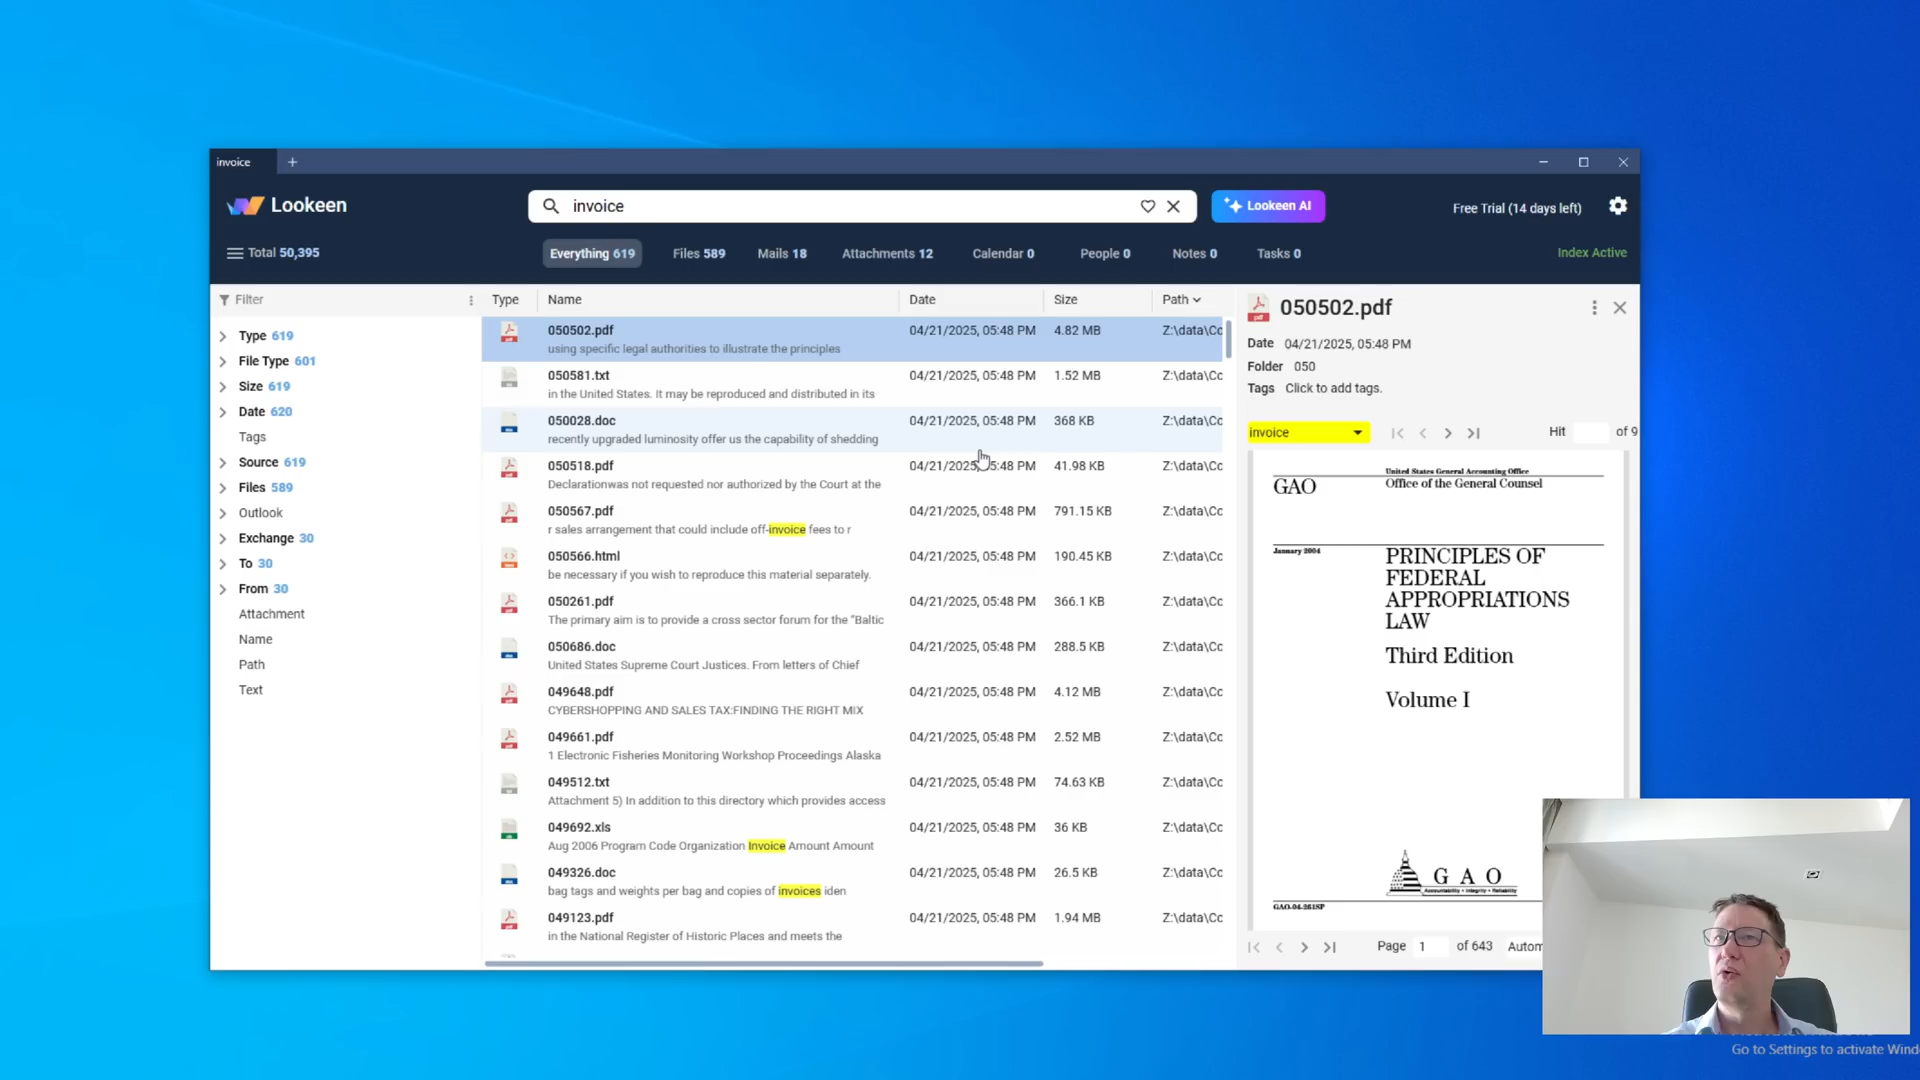 invoice
Lookeen
invoice
Lookeen AI
Free Trial (14 days left)
Total 50,395
Everything 619
Files 589
Mails 18
Attachments 12
Calendar 0
People 0
Notes 0
Tasks 0
Index Active
Filter
Type 619
File Type 601
Size 619
Date 620
Tags
Source 619
Files 589
Outlook
Exchange 30
To 30
From 30
Attachment
Name
Path
Text
Type Name Date Size Path
050502.pdf 04/21/2025, 05:48 PM 4.82 MB Z:\data\Cc
using specific legal authorities to illustrate the principles
050581.txt 04/21/2025, 05:48 PM 1.52 MB Z:\data\Cc
in the United States. It may be reproduced and distributed in its
050028.doc 04/21/2025, 05:48 PM 368 KB Z:\data\Cc
recently upgraded luminosity offer us the capability of shedding
050518.pdf 04/21/2025, 05:48 PM 41.98 KB Z:\data\Cc
Declarationwas not requested nor authorized by the Court at the
050567.pdf 04/21/2025, 05:48 PM 791.15 KB Z:\data\Cc
r sales arrangement that could include off-invoice fees to r
050566.html 04/21/2025, 05:48 PM 190.45 KB Z:\data\Cc
be necessary if you wish to reproduce this material separately.
050261.pdf 04/21/2025, 05:48 PM 366.1 KB Z:\data\Cc
The primary aim is to provide a cross sector forum for the "Baltic
050686.doc 04/21/2025, 05:48 PM 288.5 KB Z:\data\Cc
United States Supreme Court Justices. From letters of Chief
049648.pdf 04/21/2025, 05:48 PM 4.12 MB Z:\data\Cc
CYBERSHOPPING AND SALES TAX:FINDING THE RIGHT MIX
049661.pdf 04/21/2025, 05:48 PM 2.52 MB Z:\data\Cc
1 Electronic Fisheries Monitoring Workshop Proceedings Alaska
049512.txt 04/21/2025, 05:48 PM 74.63 KB Z:\data\Cc
Attachment 5) In addition to this directory which provides access
049692.xls 04/21/2025, 05:48 PM 36 KB Z:\data\Cc
Aug 2006 Program Code Organization Invoice Amount Amount
049326.doc 04/21/2025, 05:48 PM 26.5 KB Z:\data\Cc
bag tags and weights per bag and copies of invoices iden
049123.pdf 04/21/2025, 05:48 PM 1.94 MB Z:\data\Cc
in the National Register of Historic Places and meets the
050502.pdf
Date 04/21/2025, 05:48 PM
Folder 050
Tags Click to add tags.
invoice
Hit of 9
United States General Accounting Office
GAO Office of the General Counsel
January 2004
PRINCIPLES OF
FEDERAL
APPROPRIATIONS
LAW
Third Edition
Volume I
GAO
Accountability • Integrity • Reliability
GAO-04-261SP
Page 1 of 643 Autom
Go to Settings to activate Wind